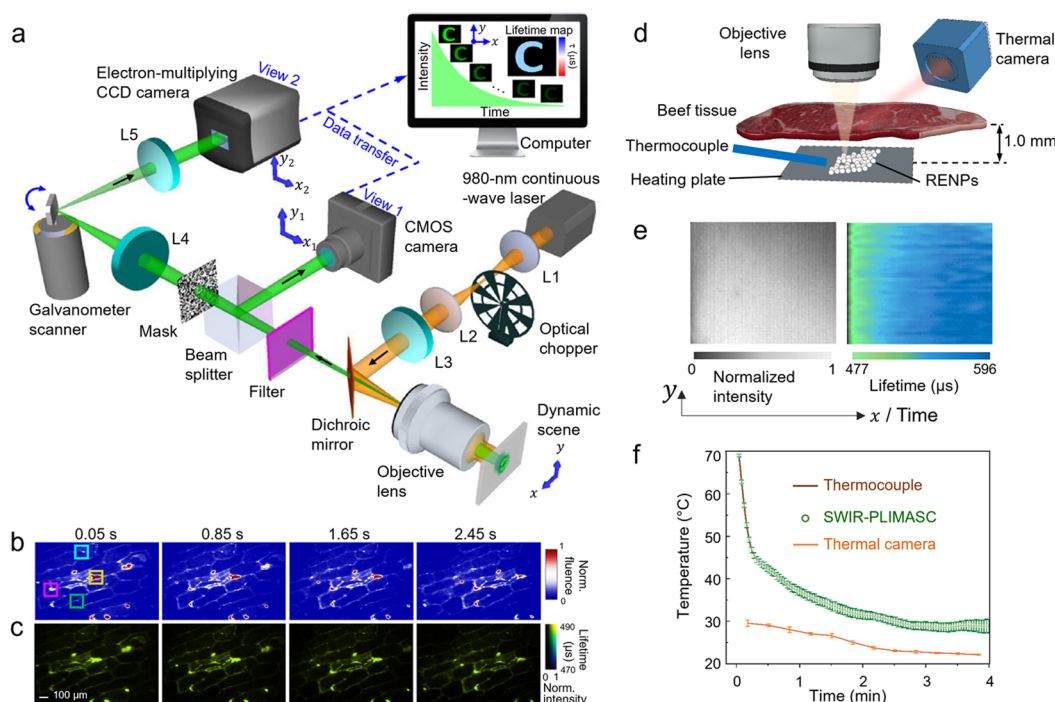 a
Electron-multiplying
CCD camera
View 2
L5
y₂
x₂
Data transfer
Intensity
y
x
Lifetime map
C
τ (µs)
Time
Computer
980-nm continuous
-wave laser
y₁
x₁
View 1
CMOS
camera
L1
L4
Galvanometer
scanner
Mask
Beam
splitter
Filter
L2
Optical
chopper
L3
Dichroic
mirror
Objective
lens
Dynamic
scene
y
x
b
0.05 s
0.85 s
1.65 s
2.45 s
1
Norm.
fluence
0
c
100 µm
490
Lifetime
(µs)
470
0 1
Norm.
intensity
d
Objective
lens
Thermal
camera
Beef tissue
1.0 mm
Thermocouple
Heating plate
RENPs
e
0
Normalized
intensity
1
477
596
Lifetime (µs)
y
x / Time
f
Temperature (°C)
70
60
70
50
40
30
20
Thermocouple
SWIR-PLIMASC
Thermal camera
0
1
2
3
4
Time (min)